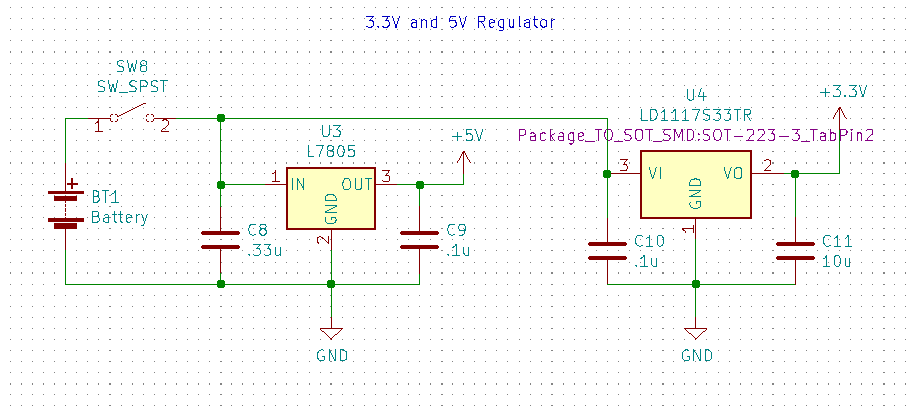 3.3V and 5V Regulator
SW8
SW_SPST
1
2
+
BT1
Battery
U3
L7805
1
IN
OUT
3
GND
2
+5V
C8
.33u
C9
.1u
GND
U4
LD1117S33TR
Package_TO_SOT_SMD:SOT-223-3_TabPin2
+3.3V
3
VI
VO
2
GND
1
C10
.1u
C11
10u
GND